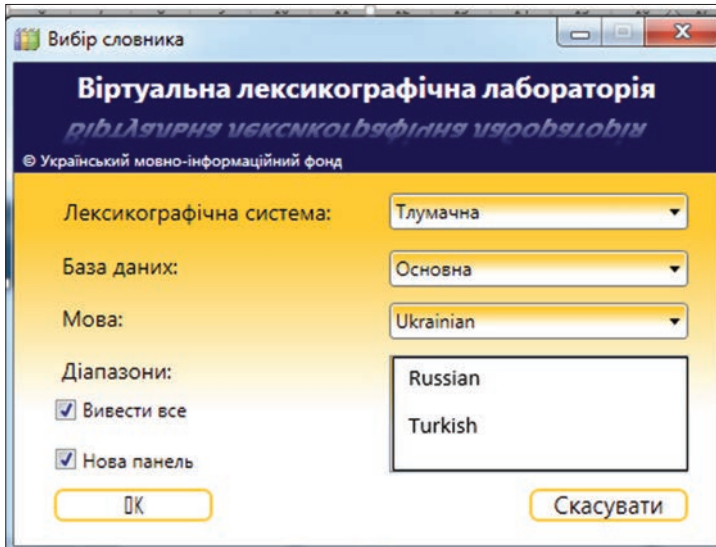 Вибір словника
Віртуальна лексикографічна лабораторія
© Український мовно-інформаційний фонд
Лексикографічна система: Тлумачна
База даних: Основна
Мова: Ukrainian
Діапазони:
Russian
Вивести все
Turkish
Нова панель
OK Скасувати